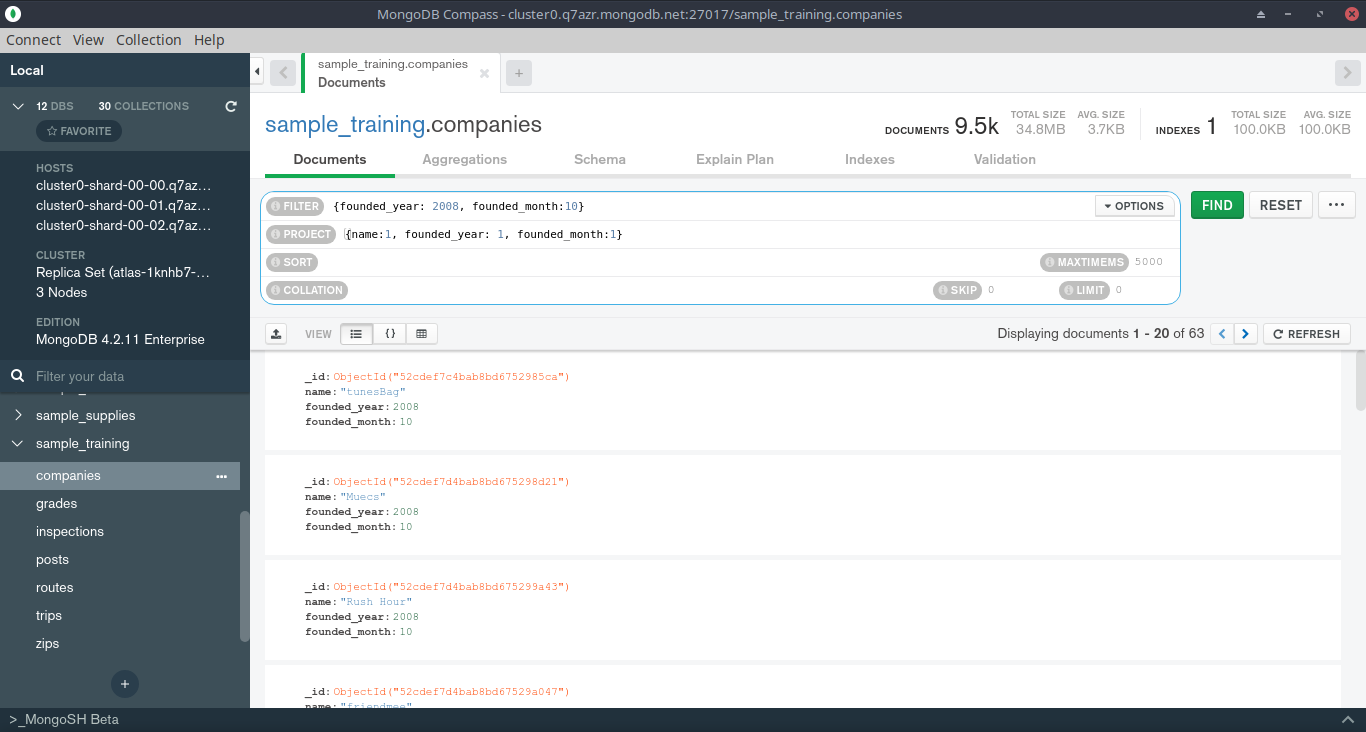 MongoDB Compass - cluster0.q7azr.mongodb.net:27017/sample_training.companies
Connect View Collection Help
Local
12 DBS 30 COLLECTIONS
FAVORITE
HOSTS
cluster0-shard-00-00.q7az...
cluster0-shard-00-01.q7az...
cluster0-shard-00-02.q7az...
CLUSTER
Replica Set (atlas-1knhb7-...
3 Nodes
EDITION
MongoDB 4.2.11 Enterprise
Filter your data
sample_supplies
sample_training
companies ...
grades
inspections
posts
routes
trips
zips
+
sample_training.companies
Documents
+
sample_training.companies
DOCUMENTS 9.5k
TOTAL SIZE
34.8MB
AVG. SIZE
3.7KB
INDEXES 1
TOTAL SIZE
100.0KB
AVG. SIZE
100.0KB
Documents Aggregations Schema Explain Plan Indexes Validation
FILTER {founded_year: 2008, founded_month:10} OPTIONS FIND RESET ...
PROJECT {name:1, founded_year: 1, founded_month:1}
SORT MAXTIMEMS 5000
COLLATION SKIP 0 LIMIT 0
VIEW {} Displaying documents 1 - 20 of 63 < > REFRESH
_id: ObjectId("52cdef7c4bab8bd6752985ca")
name: "tunesBag"
founded_year: 2008
founded_month: 10
_id: ObjectId("52cdef7d4bab8bd675298d21")
name: "Muecs"
founded_year: 2008
founded_month: 10
_id: ObjectId("52cdef7d4bab8bd675299a43")
name: "Rush Hour"
founded_year: 2008
founded_month: 10
_id: ObjectId("52cdef7d4bab8bd67529a047")
name: "friendmee"
>_MongoSH Beta